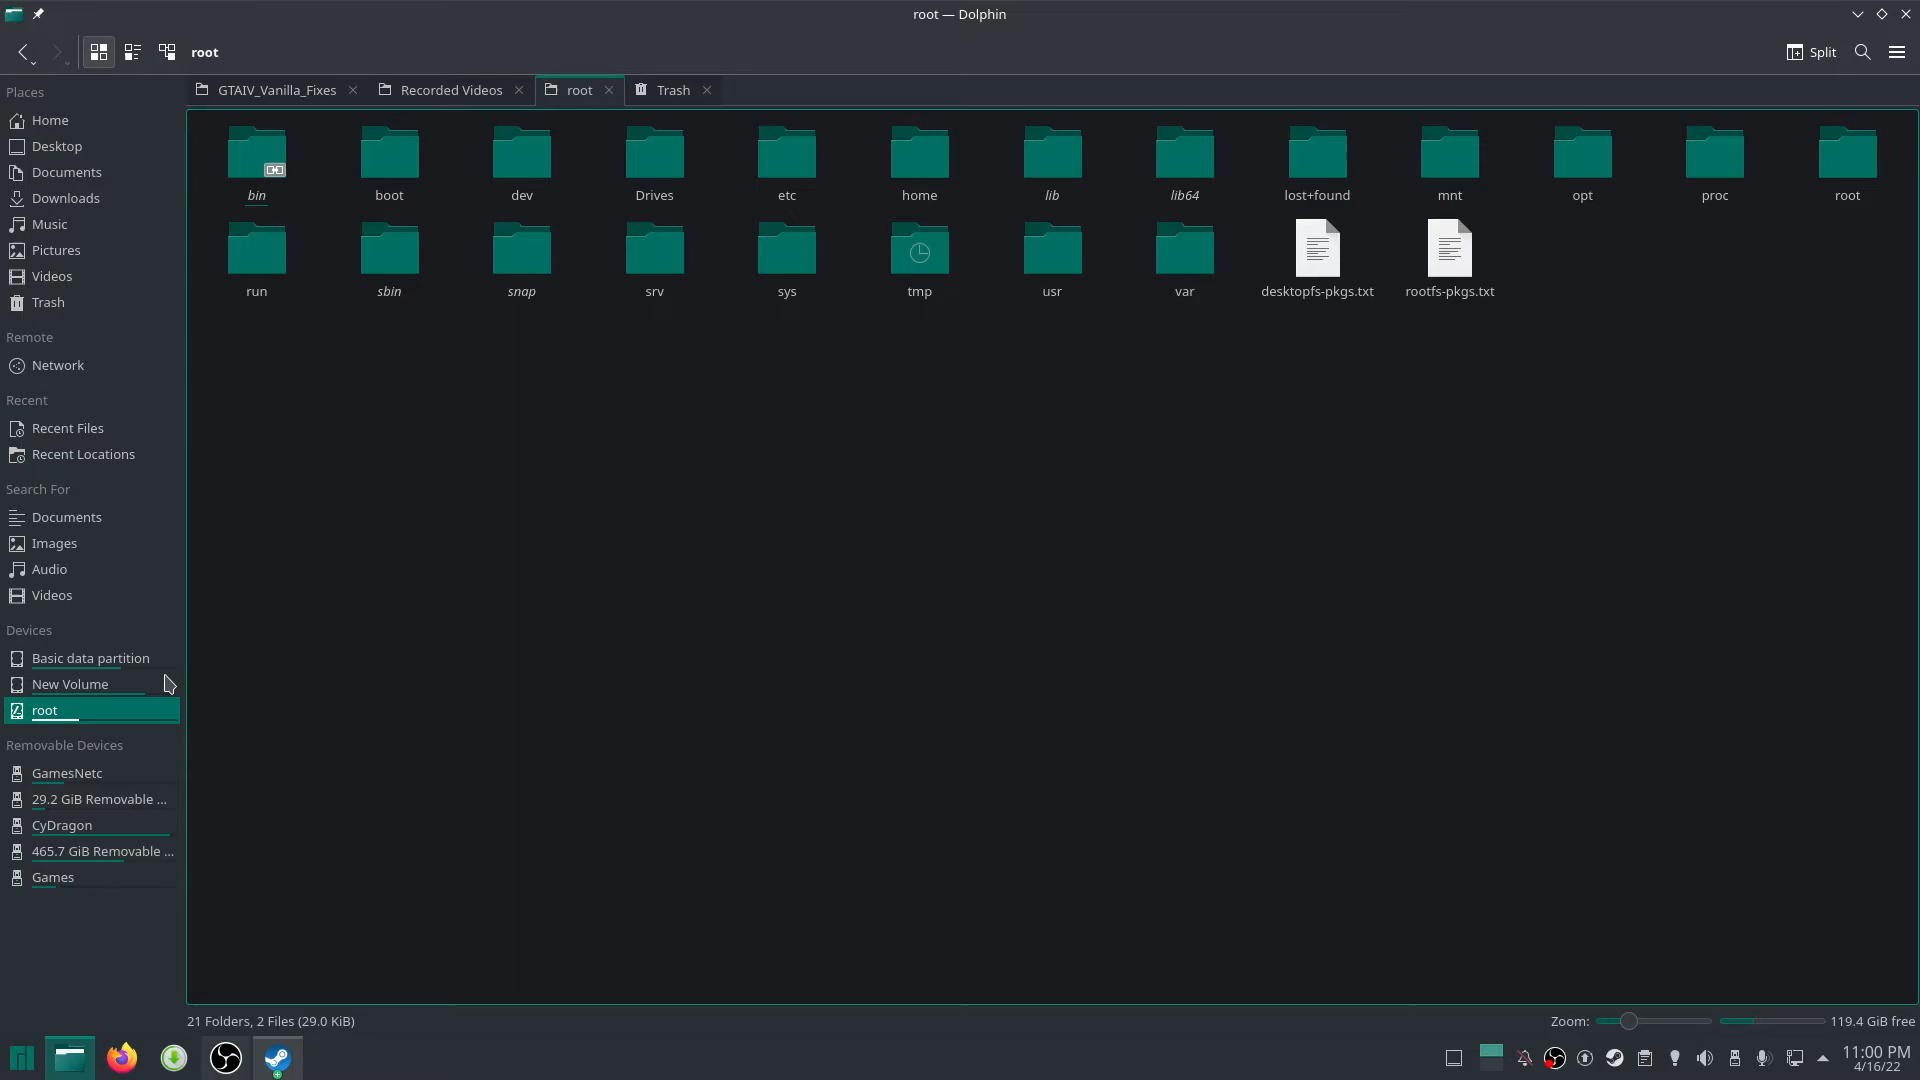 root — Dolphin
root
Split
Places
Home
Desktop
Documents
Downloads
Music
Pictures
Videos
Trash
Remote
Network
Recent
Recent Files
Recent Locations
Search For
Documents
Images
Audio
Videos
Devices
Basic data partition
New Volume
root
Removable Devices
GamesNetc
29.2 GiB Removable ...
CyDragon
465.7 GiB Removable ...
Games
GTAIV_Vanilla_Fixes
Recorded Videos
root
Trash
bin boot dev Drives etc home lib lib64 lost+found mnt opt proc root
run sbin snap srv sys tmp usr var desktopfs-pkgs.txt rootfs-pkgs.txt
21 Folders, 2 Files (29.0 KiB)
Zoom:
119.4 GiB free
11:00 PM
4/16/22